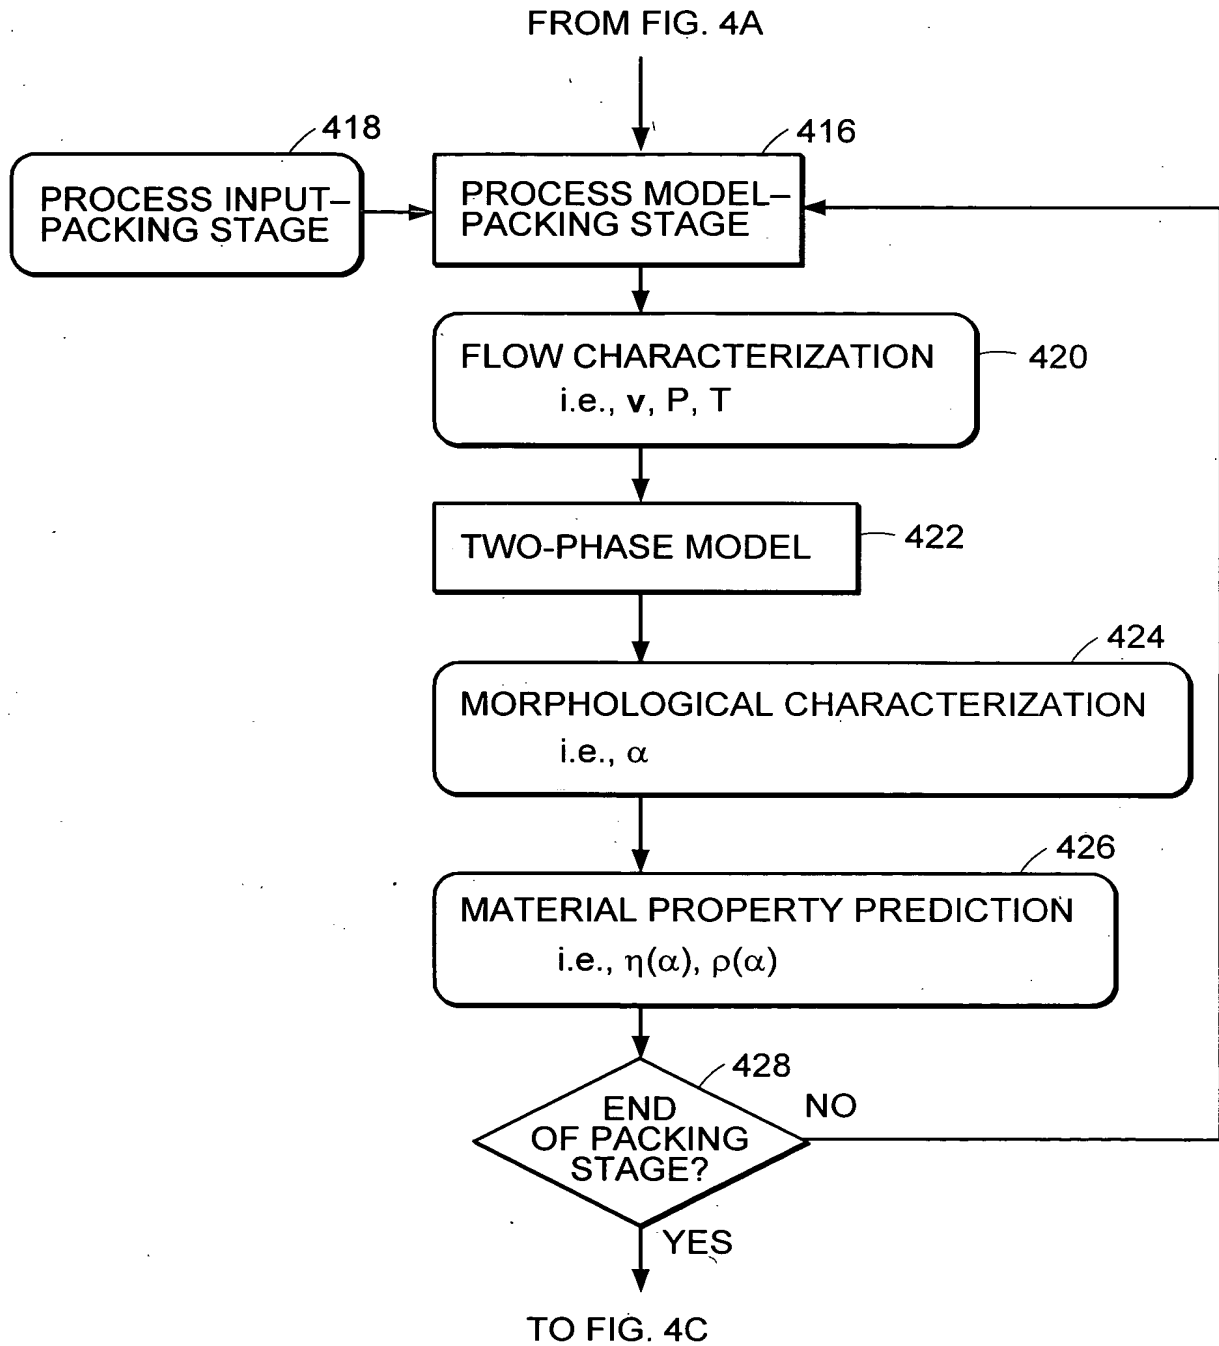 FROM FIG. 4A
418
416
PROCESS INPUT–
PACKING STAGE
PROCESS MODEL–
PACKING STAGE
FLOW CHARACTERIZATION
i.e., v, P, T
420
TWO-PHASE MODEL
422
424
MORPHOLOGICAL CHARACTERIZATION
i.e., α
426
MATERIAL PROPERTY PREDICTION
i.e., η(α), ρ(α)
428
END
OF PACKING
STAGE?
NO
YES
TO FIG. 4C